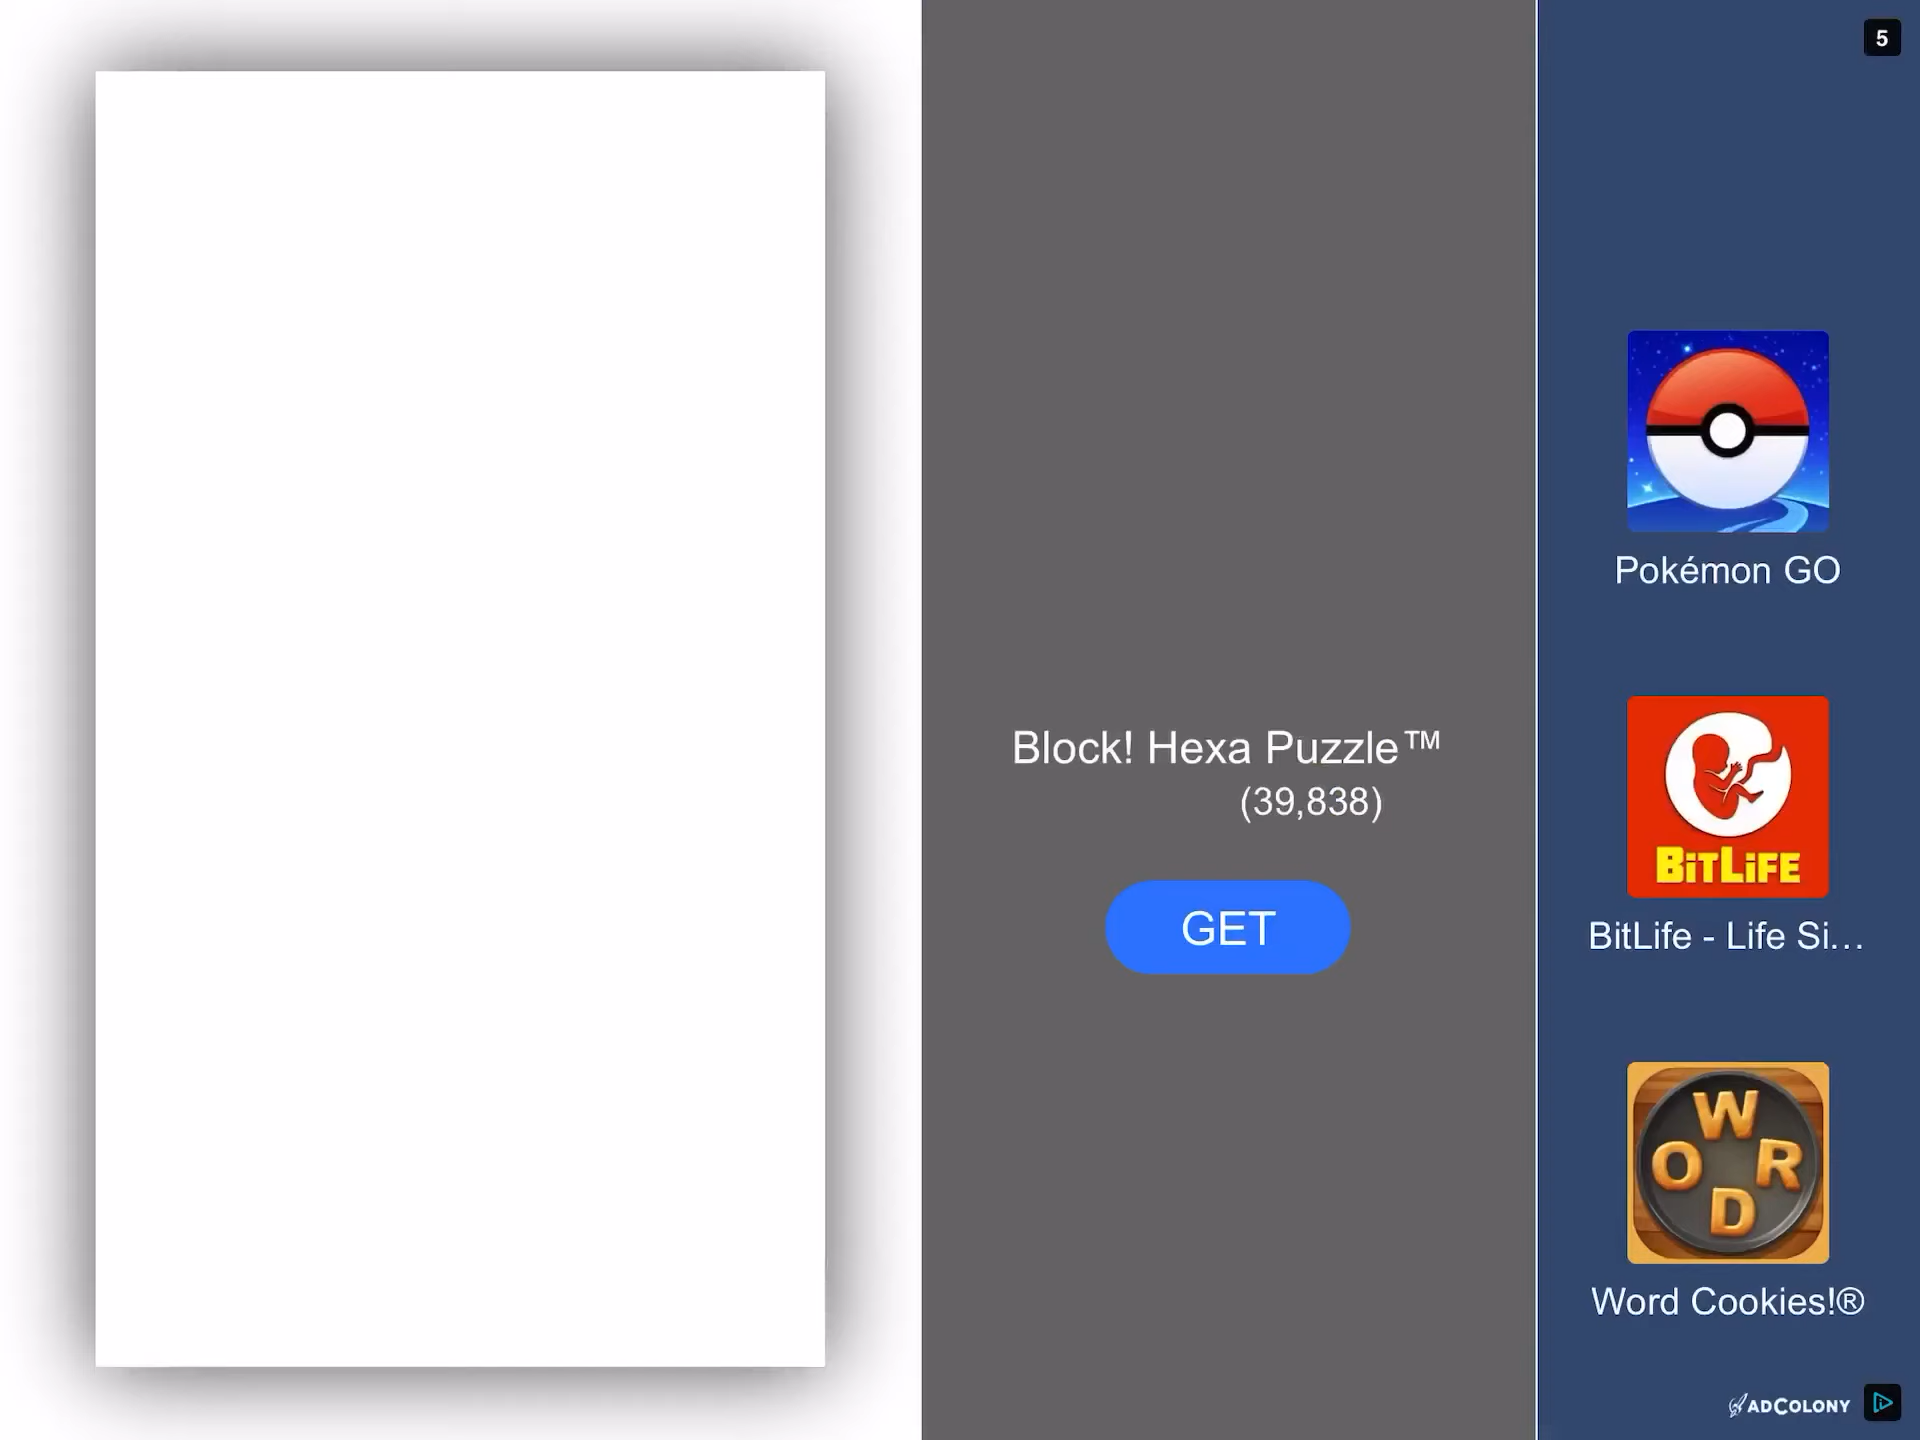 5
Block! Hexa Puzzle™
(39,838)
GET
Pokémon GO
BiTLiFE
BitLife - Life Si...
W
O R
D
Word Cookies!®
ADCOLONY